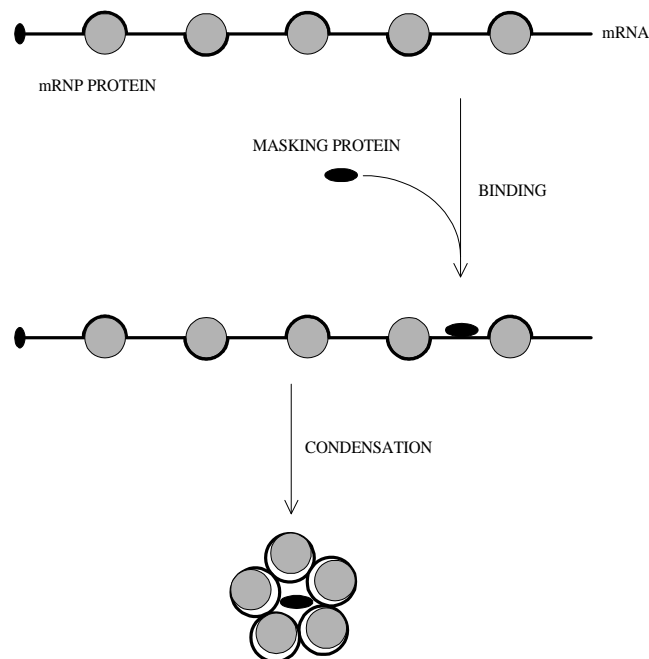 mRNA
mRNP PROTEIN
MASKING PROTEIN
BINDING
CONDENSATION